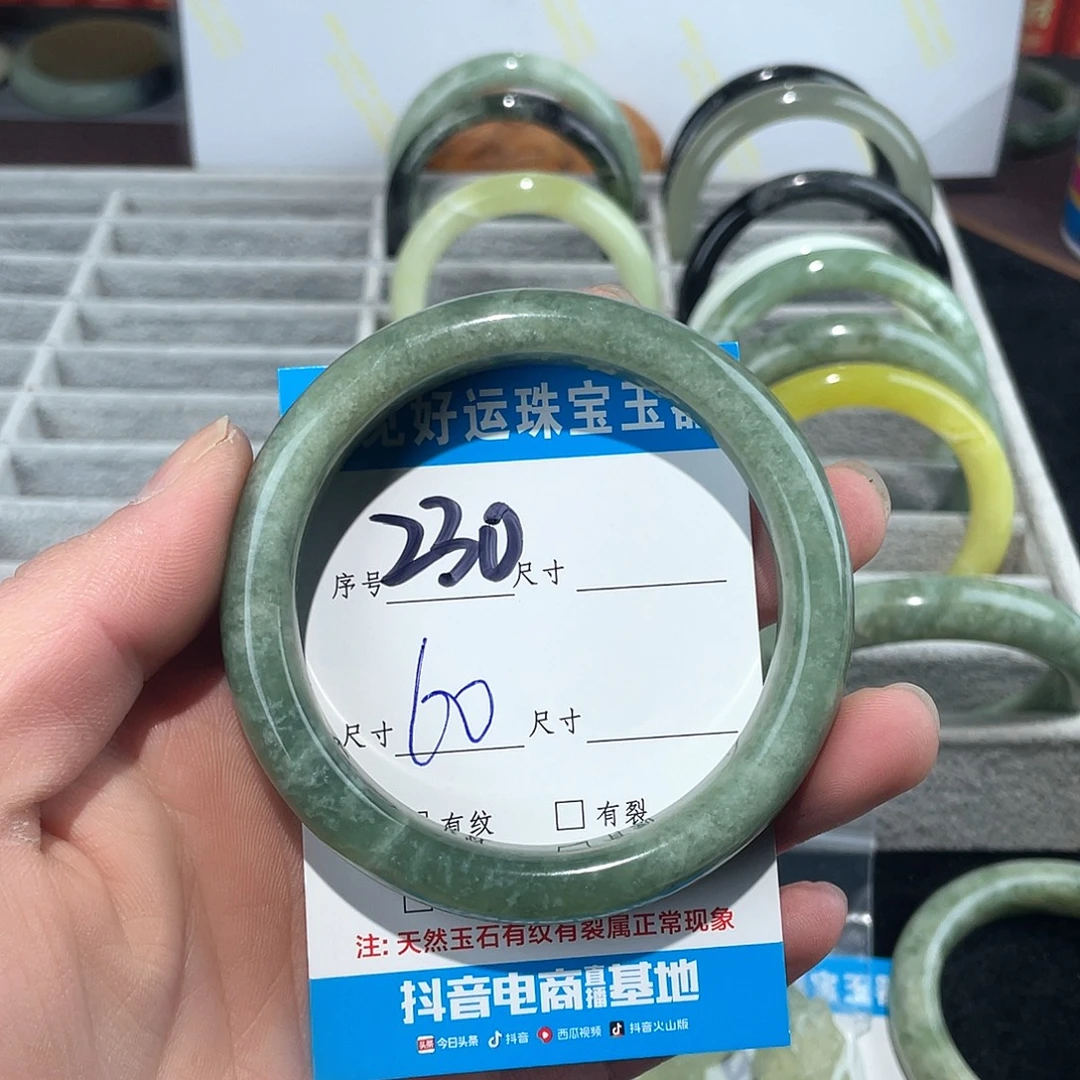 好运珠宝玉
序号 230 尺寸
尺寸 60 尺寸
有纹 有裂
注: 天然玉石有纹有裂属正常现象
抖音电商直播基地
头条 今日头条 抖音 西瓜视频 抖音火山版